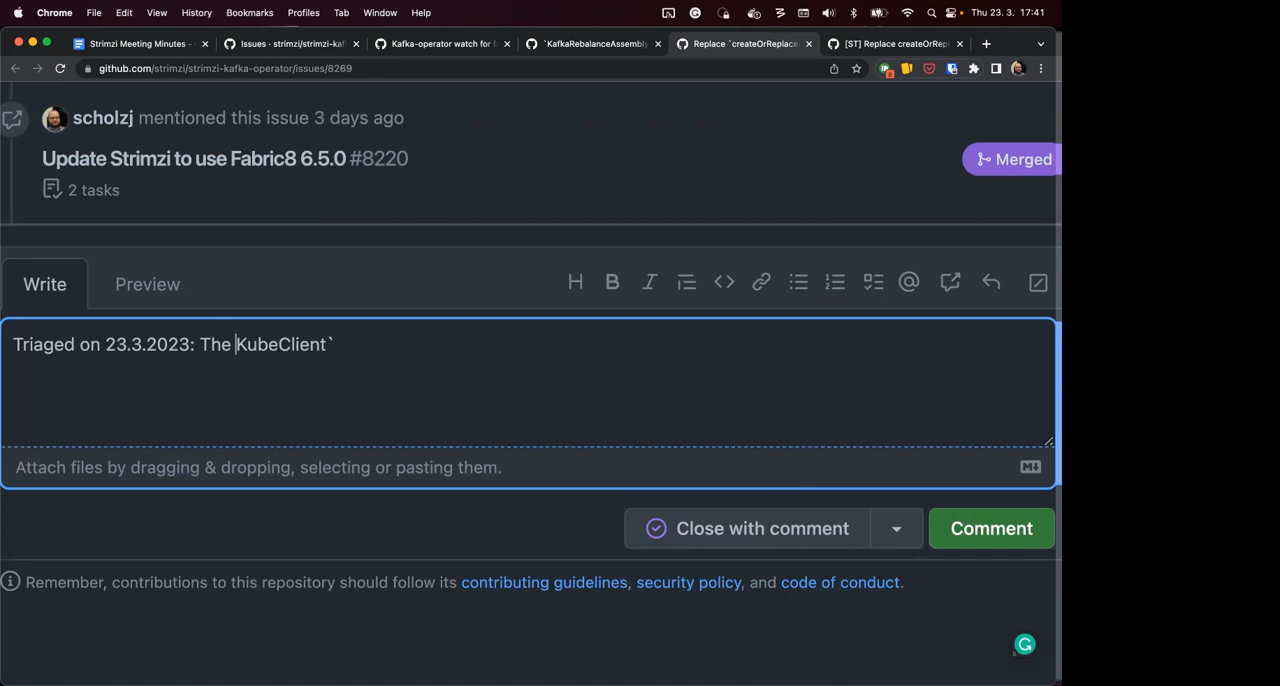 Chrome File Edit View History Bookmarks Profiles Tab Window Help Thu 23. 3. 17:41
Strimzi Meeting Minutes - Issues · strimzi/strimzi-kaf Kafka-operator watch for f `KafkaRebalanceAssembly Replace `createOrReplace [ST] Replace createOrRepl
github.com/strimzi/strimzi-kafka-operator/issues/8269
scholzj mentioned this issue 3 days ago
Update Strimzi to use Fabric8 6.5.0 #8220
Merged
2 tasks
Write Preview
Triaged on 23.3.2023: The KubeClient`
Attach files by dragging & dropping, selecting or pasting them.
Close with comment Comment
Remember, contributions to this repository should follow its contributing guidelines, security policy, and code of conduct.